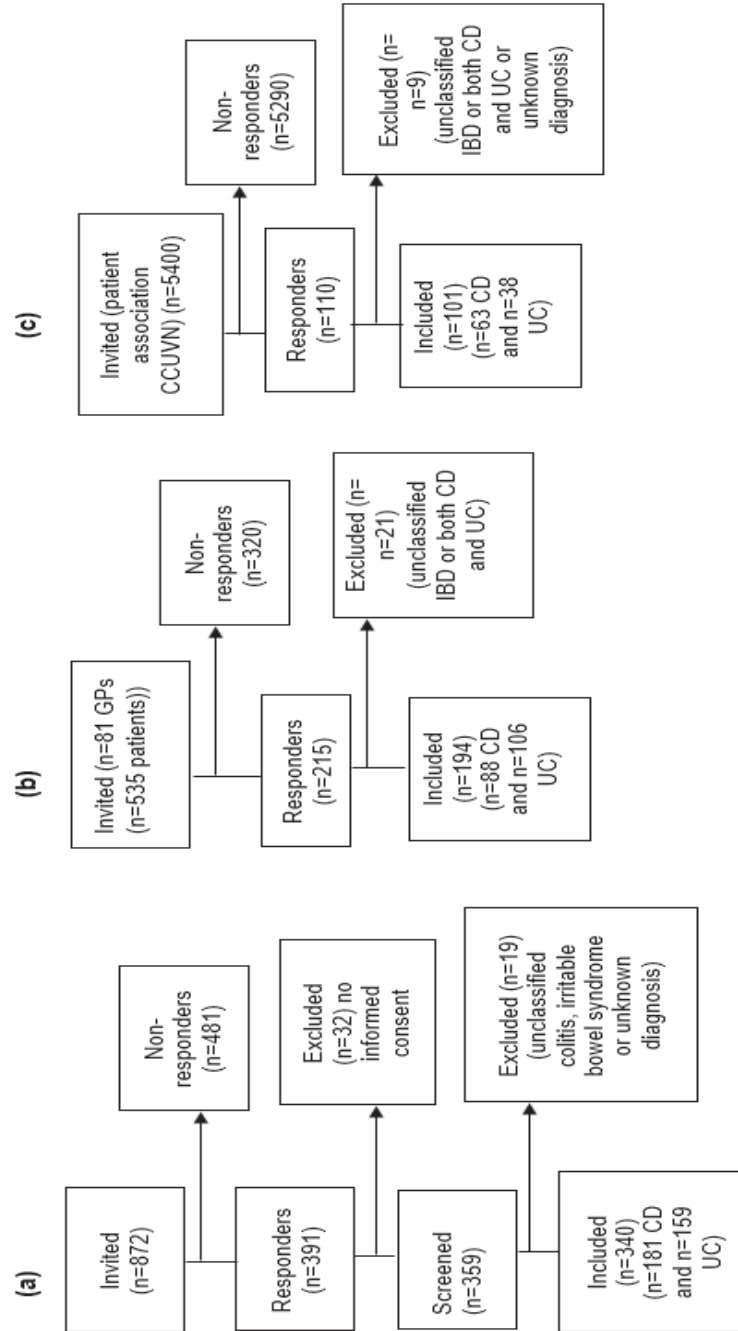 (a)
Invited
(n=872)
Non-
responders
(n=481)
Responders
(n=391)
Excluded
(n=32) no
informed
consent
Screened
(n=359)
Excluded (n=19)
(unclassified
colitis, irritable
bowel syndrome
or unknown
diagnosis)
Included
(n=340)
(n=181 CD
and n=159
UC)
(b)
Invited (n=81 GPs
(n=535 patients))
Non-
responders
(n=320)
Responders
(n=215)
Excluded (n=
n=21)
(unclassified
IBD or both CD
and UC)
Included
(n=194)
(n=88 CD
and n=106
UC)
(c)
Invited (patient
association
CCUVN) (n=5400)
Non-
responders
(n=5290)
Responders
(n=110)
Excluded (n=
n=9)
(unclassified
IBD or both CD
and UC or
unknown
diagnosis)
Included
(n=101)
(n=63 CD
and n=38
UC)